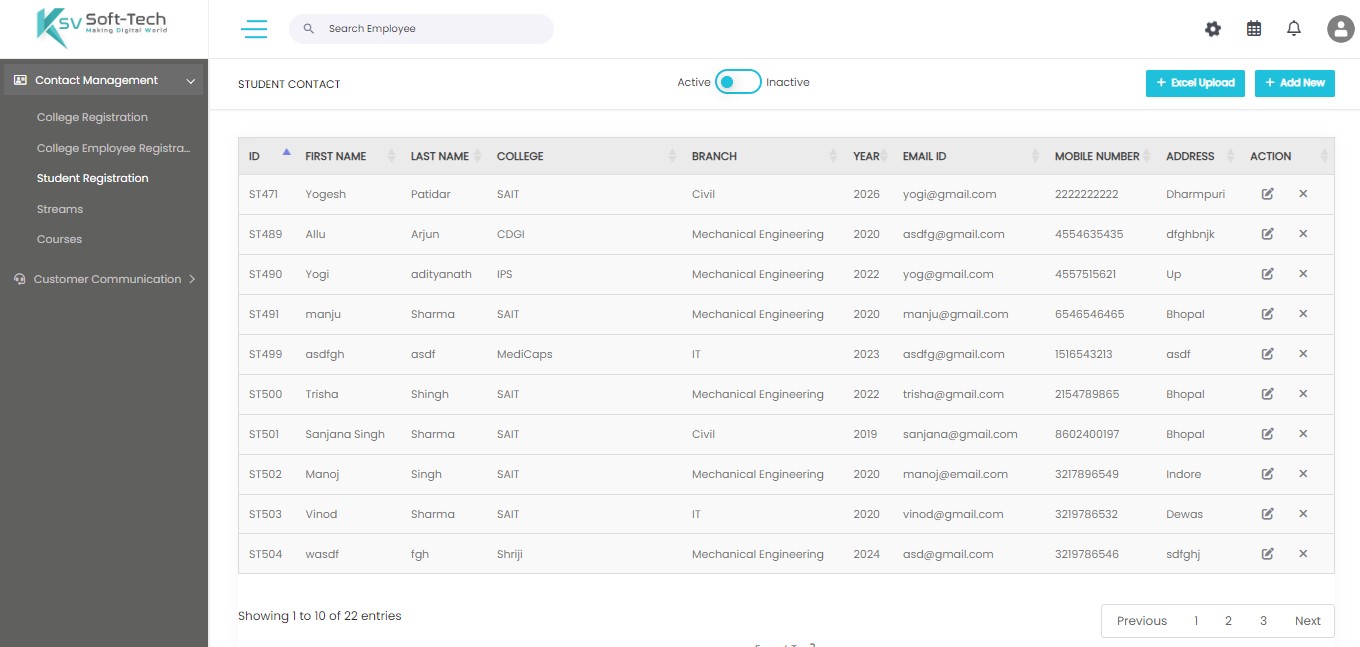 KSV Soft-Tech
Making Digital World
Search Employee
Contact Management
College Registration
College Employee Registra...
Student Registration
Streams
Courses
Customer Communication
STUDENT CONTACT
Active Inactive
+ Excel Upload + Add New
ID FIRST NAME LAST NAME COLLEGE BRANCH YEAR EMAIL ID MOBILE NUMBER ADDRESS ACTION
ST471 Yogesh Patidar SAIT Civil 2026 yogi@gmail.com 2222222222 Dharmpuri
ST489 Allu Arjun CDGI Mechanical Engineering 2020 asdfg@gmail.com 4554635435 dfghbnjk
ST490 Yogi adityanath IPS Mechanical Engineering 2022 yog@gmail.com 4557515621 Up
ST491 manju Sharma SAIT Mechanical Engineering 2020 manju@gmail.com 6546546465 Bhopal
ST499 asdfgh asdf MediCaps IT 2023 asdfg@gmail.com 1516543213 asdf
ST500 Trisha Shingh SAIT Mechanical Engineering 2022 trisha@gmail.com 2154789865 Bhopal
ST501 Sanjana Singh Sharma SAIT Civil 2019 sanjana@gmail.com 8602400197 Bhopal
ST502 Manoj Singh SAIT Mechanical Engineering 2020 manoj@email.com 3217896549 Indore
ST503 Vinod Sharma SAIT IT 2020 vinod@gmail.com 3219786532 Dewas
ST504 wasdf fgh Shriji Mechanical Engineering 2024 asd@gmail.com 3219786546 sdfghj
Showing 1 to 10 of 22 entries
Previous 1 2 3 Next